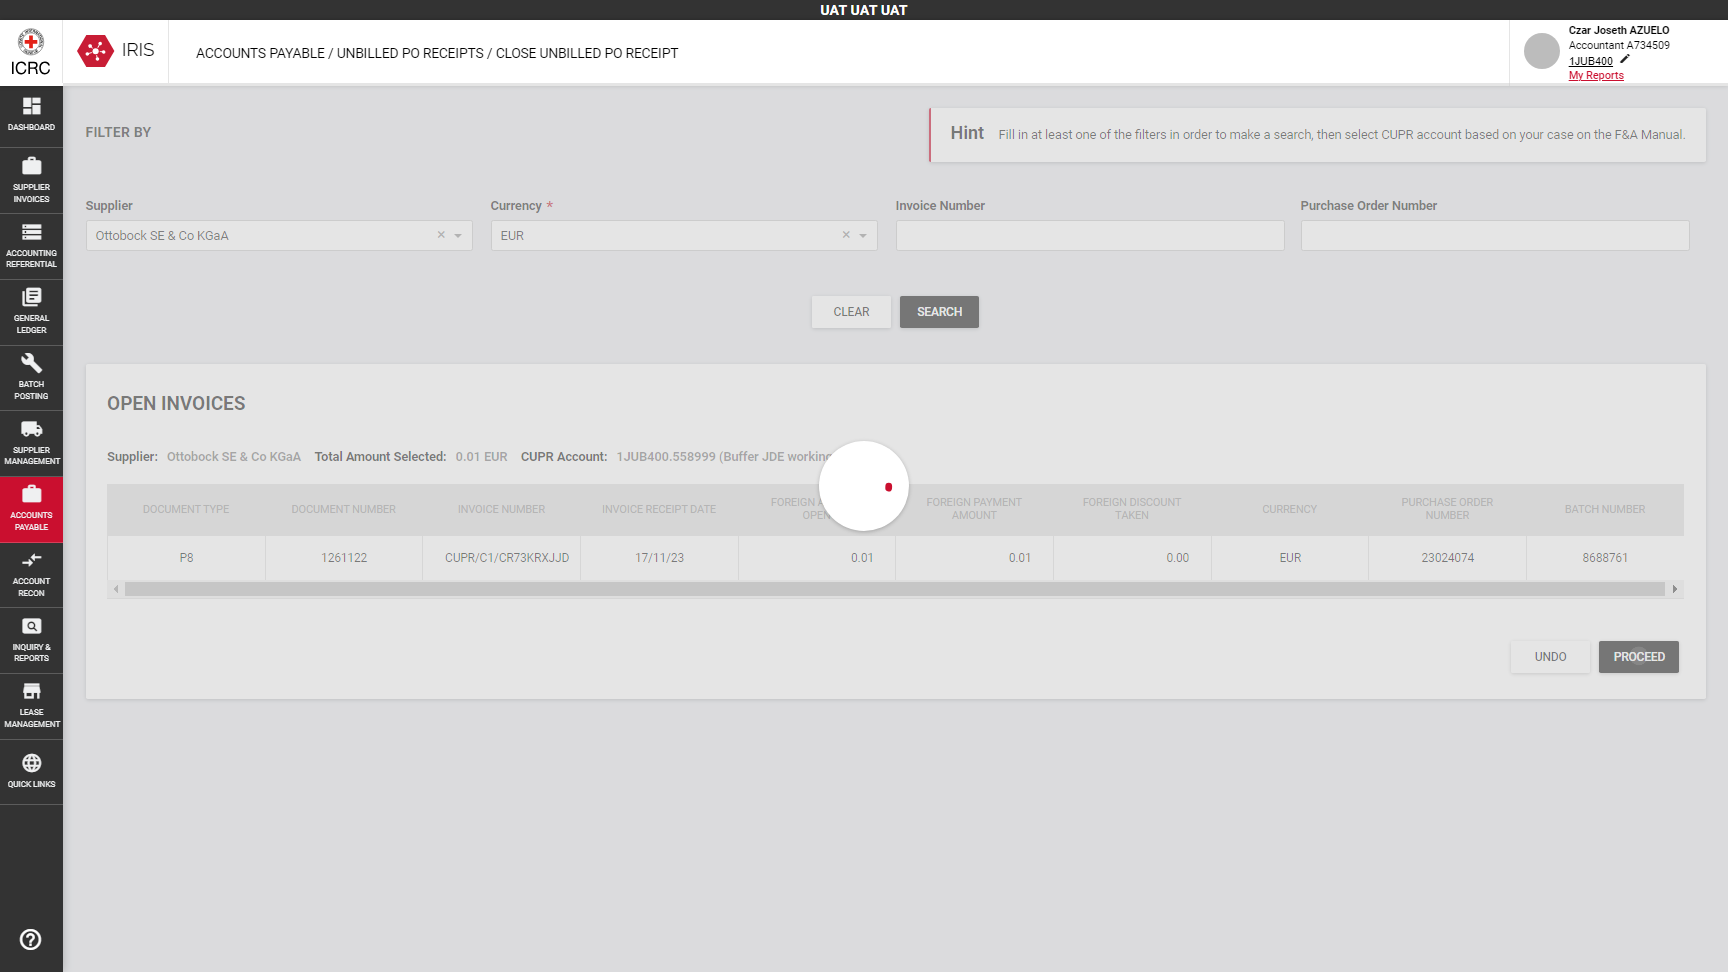 UAT UAT UAT
ICRC
IRIS
ACCOUNTS PAYABLE / UNBILLED PO RECEIPTS / CLOSE UNBILLED PO RECEIPT
Czar Joseth AZUELO
Accountant A734509
1JUB400
My Reports
DASHBOARD
SUPPLIER
INVOICES
ACCOUNTING
REFERENTIAL
GENERAL
LEDGER
BATCH
POSTING
SUPPLIER
MANAGEMENT
ACCOUNTS
PAYABLE
ACCOUNT
RECON
INQUIRY &
REPORTS
LEASE
MANAGEMENT
QUICK LINKS
FILTER BY
Hint Fill in at least one of the filters in order to make a search, then select CUPR account based on your case on the F&A Manual.
Supplier Currency * Invoice Number Purchase Order Number
Ottobock SE & Co KGaA × EUR ×
CLEAR SEARCH
OPEN INVOICES
Supplier: Ottobock SE & Co KGaA Total Amount Selected: 0.01 EUR CUPR Account: 1JUB400.558999 (Buffer JDE working
DOCUMENT TYPE DOCUMENT NUMBER INVOICE NUMBER INVOICE RECEIPT DATE FOREIGN FOREIGN PAYMENT FOREIGN DISCOUNT CURRENCY PURCHASE ORDER BATCH NUMBER
OPEN AMOUNT TAKEN NUMBER
P8 1261122 CUPR/C1/CR73KRXJJD 17/11/23 0.01 0.01 0.00 EUR 23024074 8688761
UNDO PROCEED